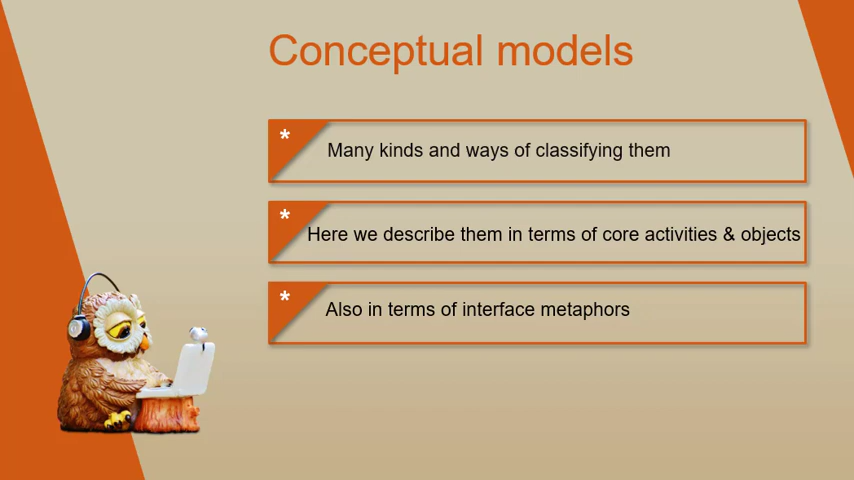 Conceptual models
* Many kinds and ways of classifying them
* Here we describe them in terms of core activities & objects
* Also in terms of interface metaphors